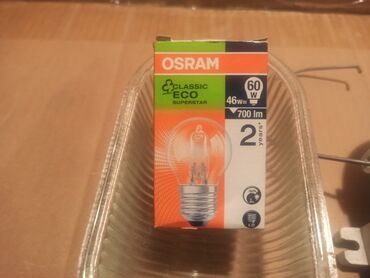 OSRAM
CLASSIC
ECO
SUPERSTAR
46W=
60
W
700 lm
2
years*